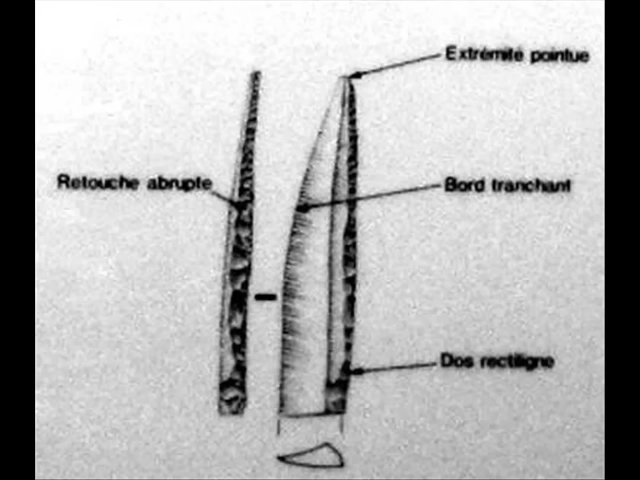 Extrémité pointue
Retouche abrupte
Bord tranchant
Dos rectiligne